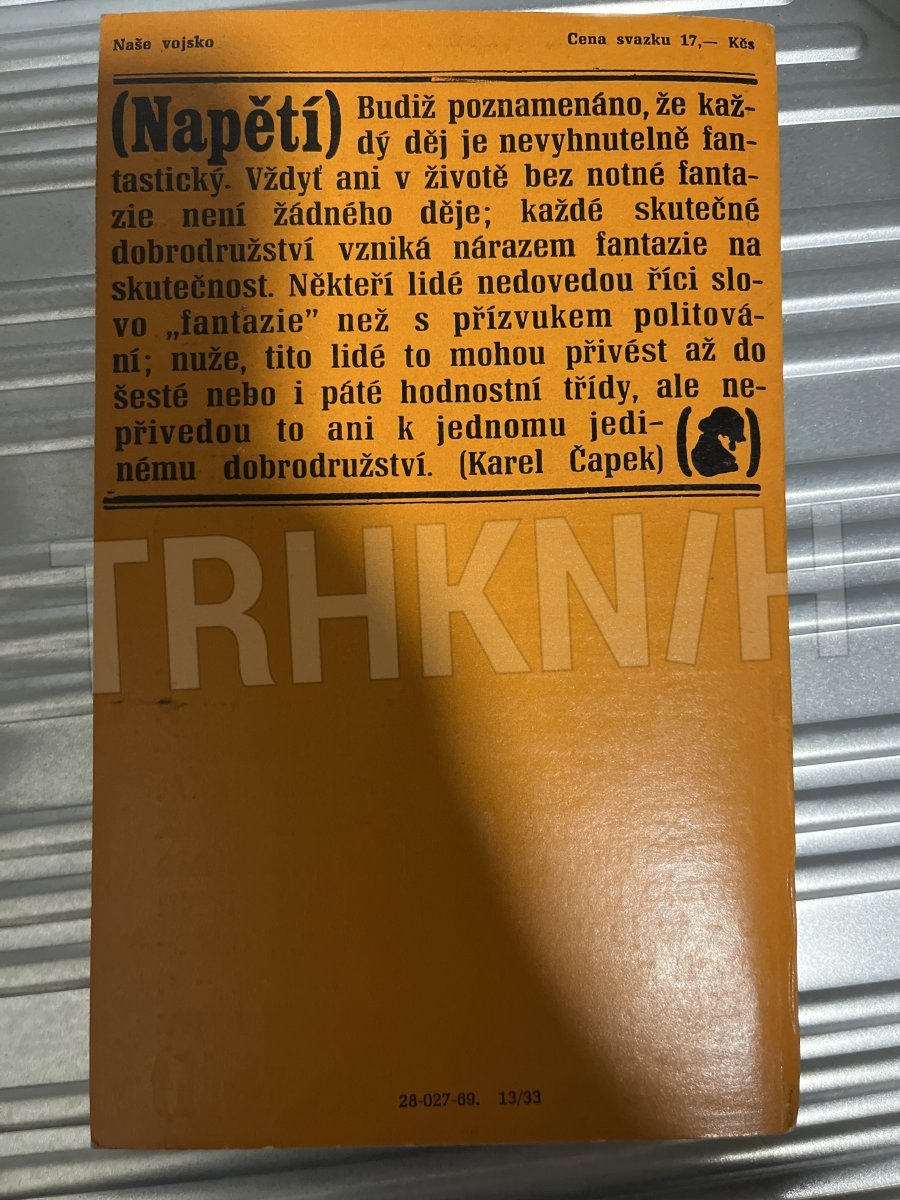 Naše vojsko
Cena svazku 17,— Kčs
(Napětí) Budiž poznamenáno, že kaž-
dý děj je nevyhnutelně fan-
tastický. Vždyť ani v životě bez notné fanta-
zie není žádného děje; každé skutečné
dobrodružství vzniká nárazem fantazie na
skutečnost. Někteří lidé nedovedou říci slo-
vo „fantazie” než s přízvukem politová-
ní; nuže, tito lidé to mohou přivést až do
šesté nebo i páté hodnostní třídy, ale ne-
přivedou to ani k jednomu jedi-
nému dobrodružství. (Karel Čapek)
TRHKN/H
28-027-69. 13/33